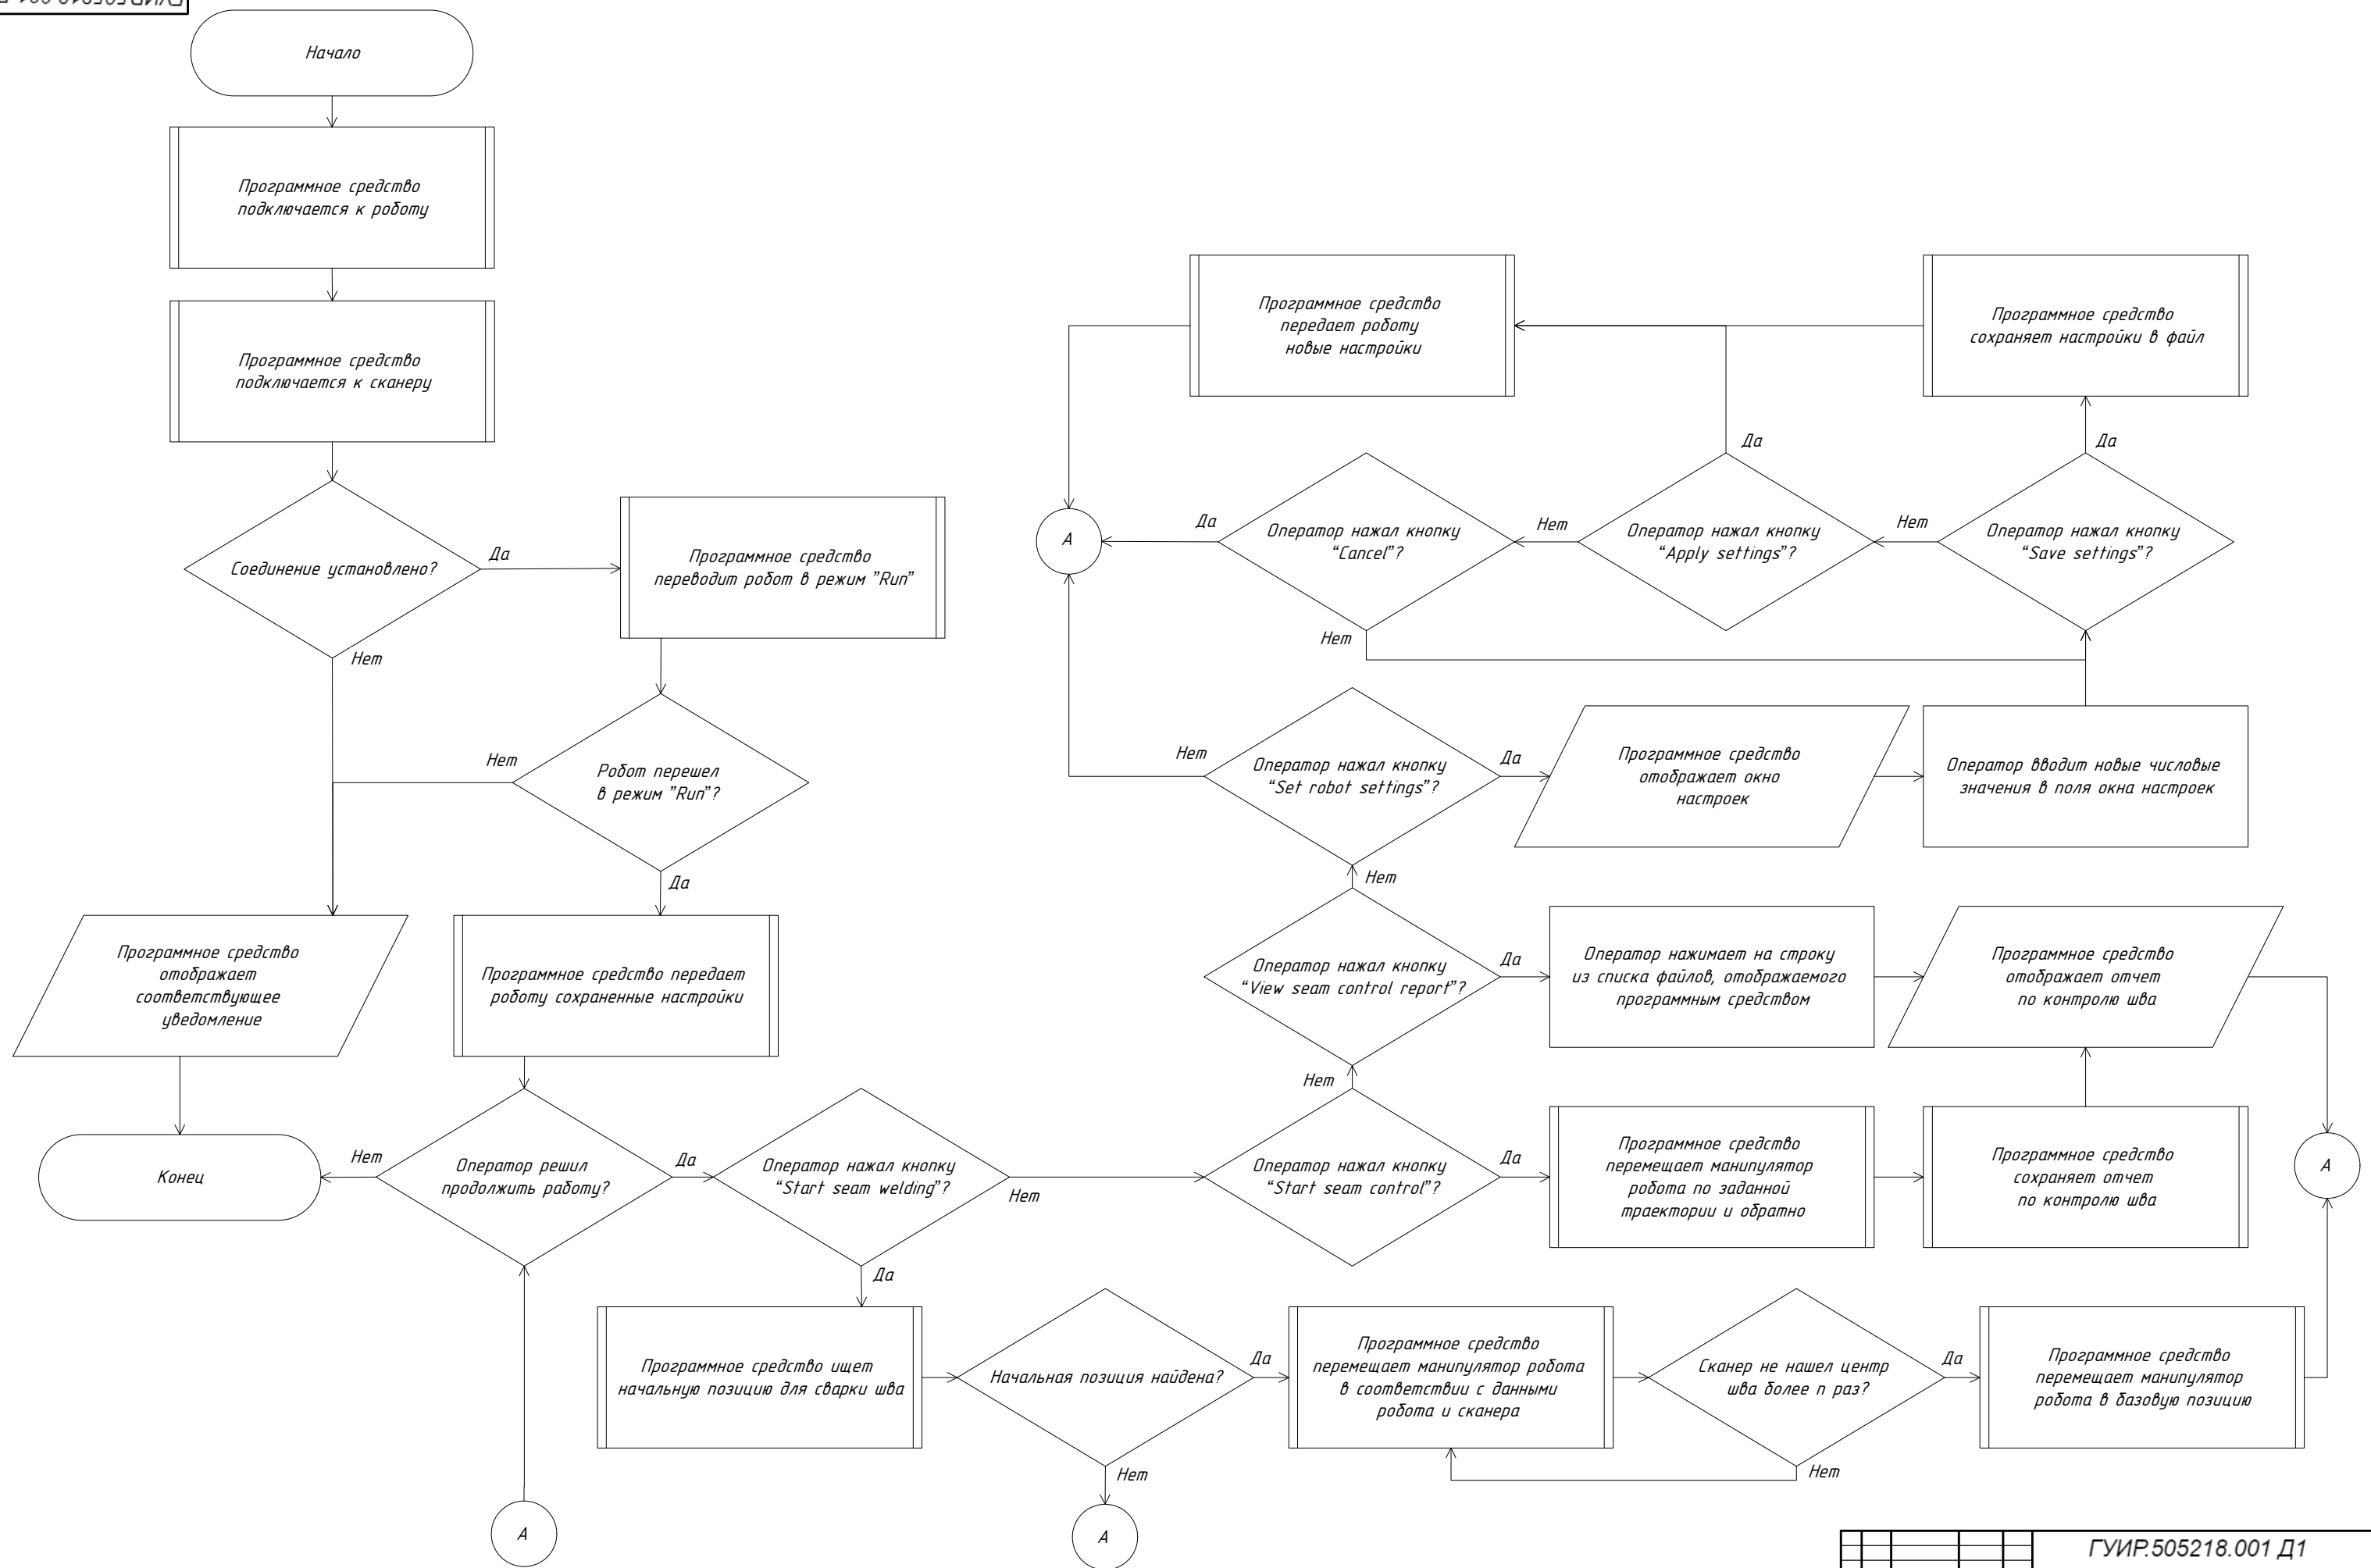 ГУИР.505218.001 Д1
Начало
Программное средство
подключается к роботу
Программное средство
подключается к сканеру
Соединение установлено?
Да
Нет
Программное средство
переводит робот в режим ”Run”
Робот перешел
в режим ”Run”?
Нет
Да
Программное средство
отображает
соответствующее
уведомление
Программное средство передает
роботу сохраненные настройки
Конец
Нет
Оператор решил
продолжить работу?
Да
Оператор нажал кнопку
“Start seam welding”?
Нет
Да
А
Программное средство ищет
начальную позицию для сварки шва
Начальная позиция найдена?
Да
Нет
А
Программное средство
перемещает манипулятор робота
в соответствии с данными
робота и сканера
Сканер не нашел центр
шва более n раз?
Да
Нет
Программное средство
перемещает манипулятор
робота в базовую позицию
А
Оператор нажал кнопку
“Start seam control”?
Да
Нет
Программное средство
перемещает манипулятор
робота по заданной
траектории и обратно
Программное средство
сохраняет отчет
по контролю шва
Оператор нажал кнопку
“View seam control report”?
Да
Нет
Оператор нажимает на строку
из списка файлов, отображаемого
программным средством
Программное средство
отображает отчет
по контролю шва
Оператор нажал кнопку
“Set robot settings”?
Нет
Да
Программное средство
отображает окно
настроек
Оператор вводит новые числовые
значения в поля окна настроек
Оператор нажал кнопку
“Save settings”?
Да
Нет
Оператор нажал кнопку
“Apply settings”?
Да
Нет
Оператор нажал кнопку
“Cancel”?
Да
Нет
А
Программное средство
передает роботу
новые настройки
Программное средство
сохраняет настройки в файл